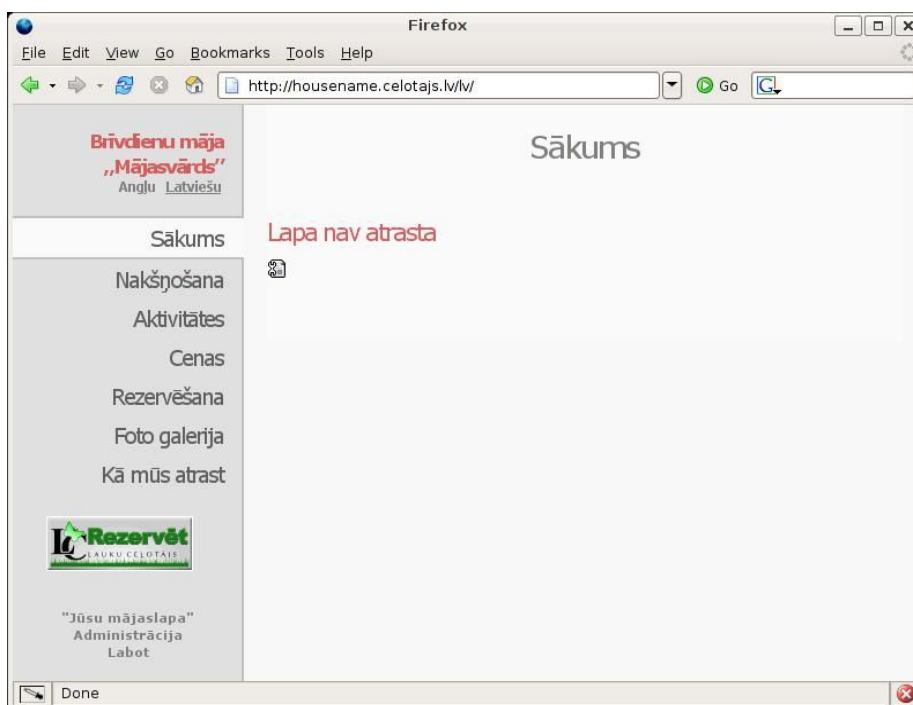 Firefox
File Edit View Go Bookmarks Tools Help
http://housename.celotajs.lv/lv/ Go G
Brīvdienu māja
„Mājasvārds”
Angļu Latviešu
Sākums
Nakšņošana
Aktivitātes
Cenas
Rezervēšana
Foto galerija
Kā mūs atrast
LC Rezervēt
LAUKU CEĻOTĀJS
"Jūsu mājaslapa"
Administrācija
Labot
Sākums
Lapa nav atrasta
Done